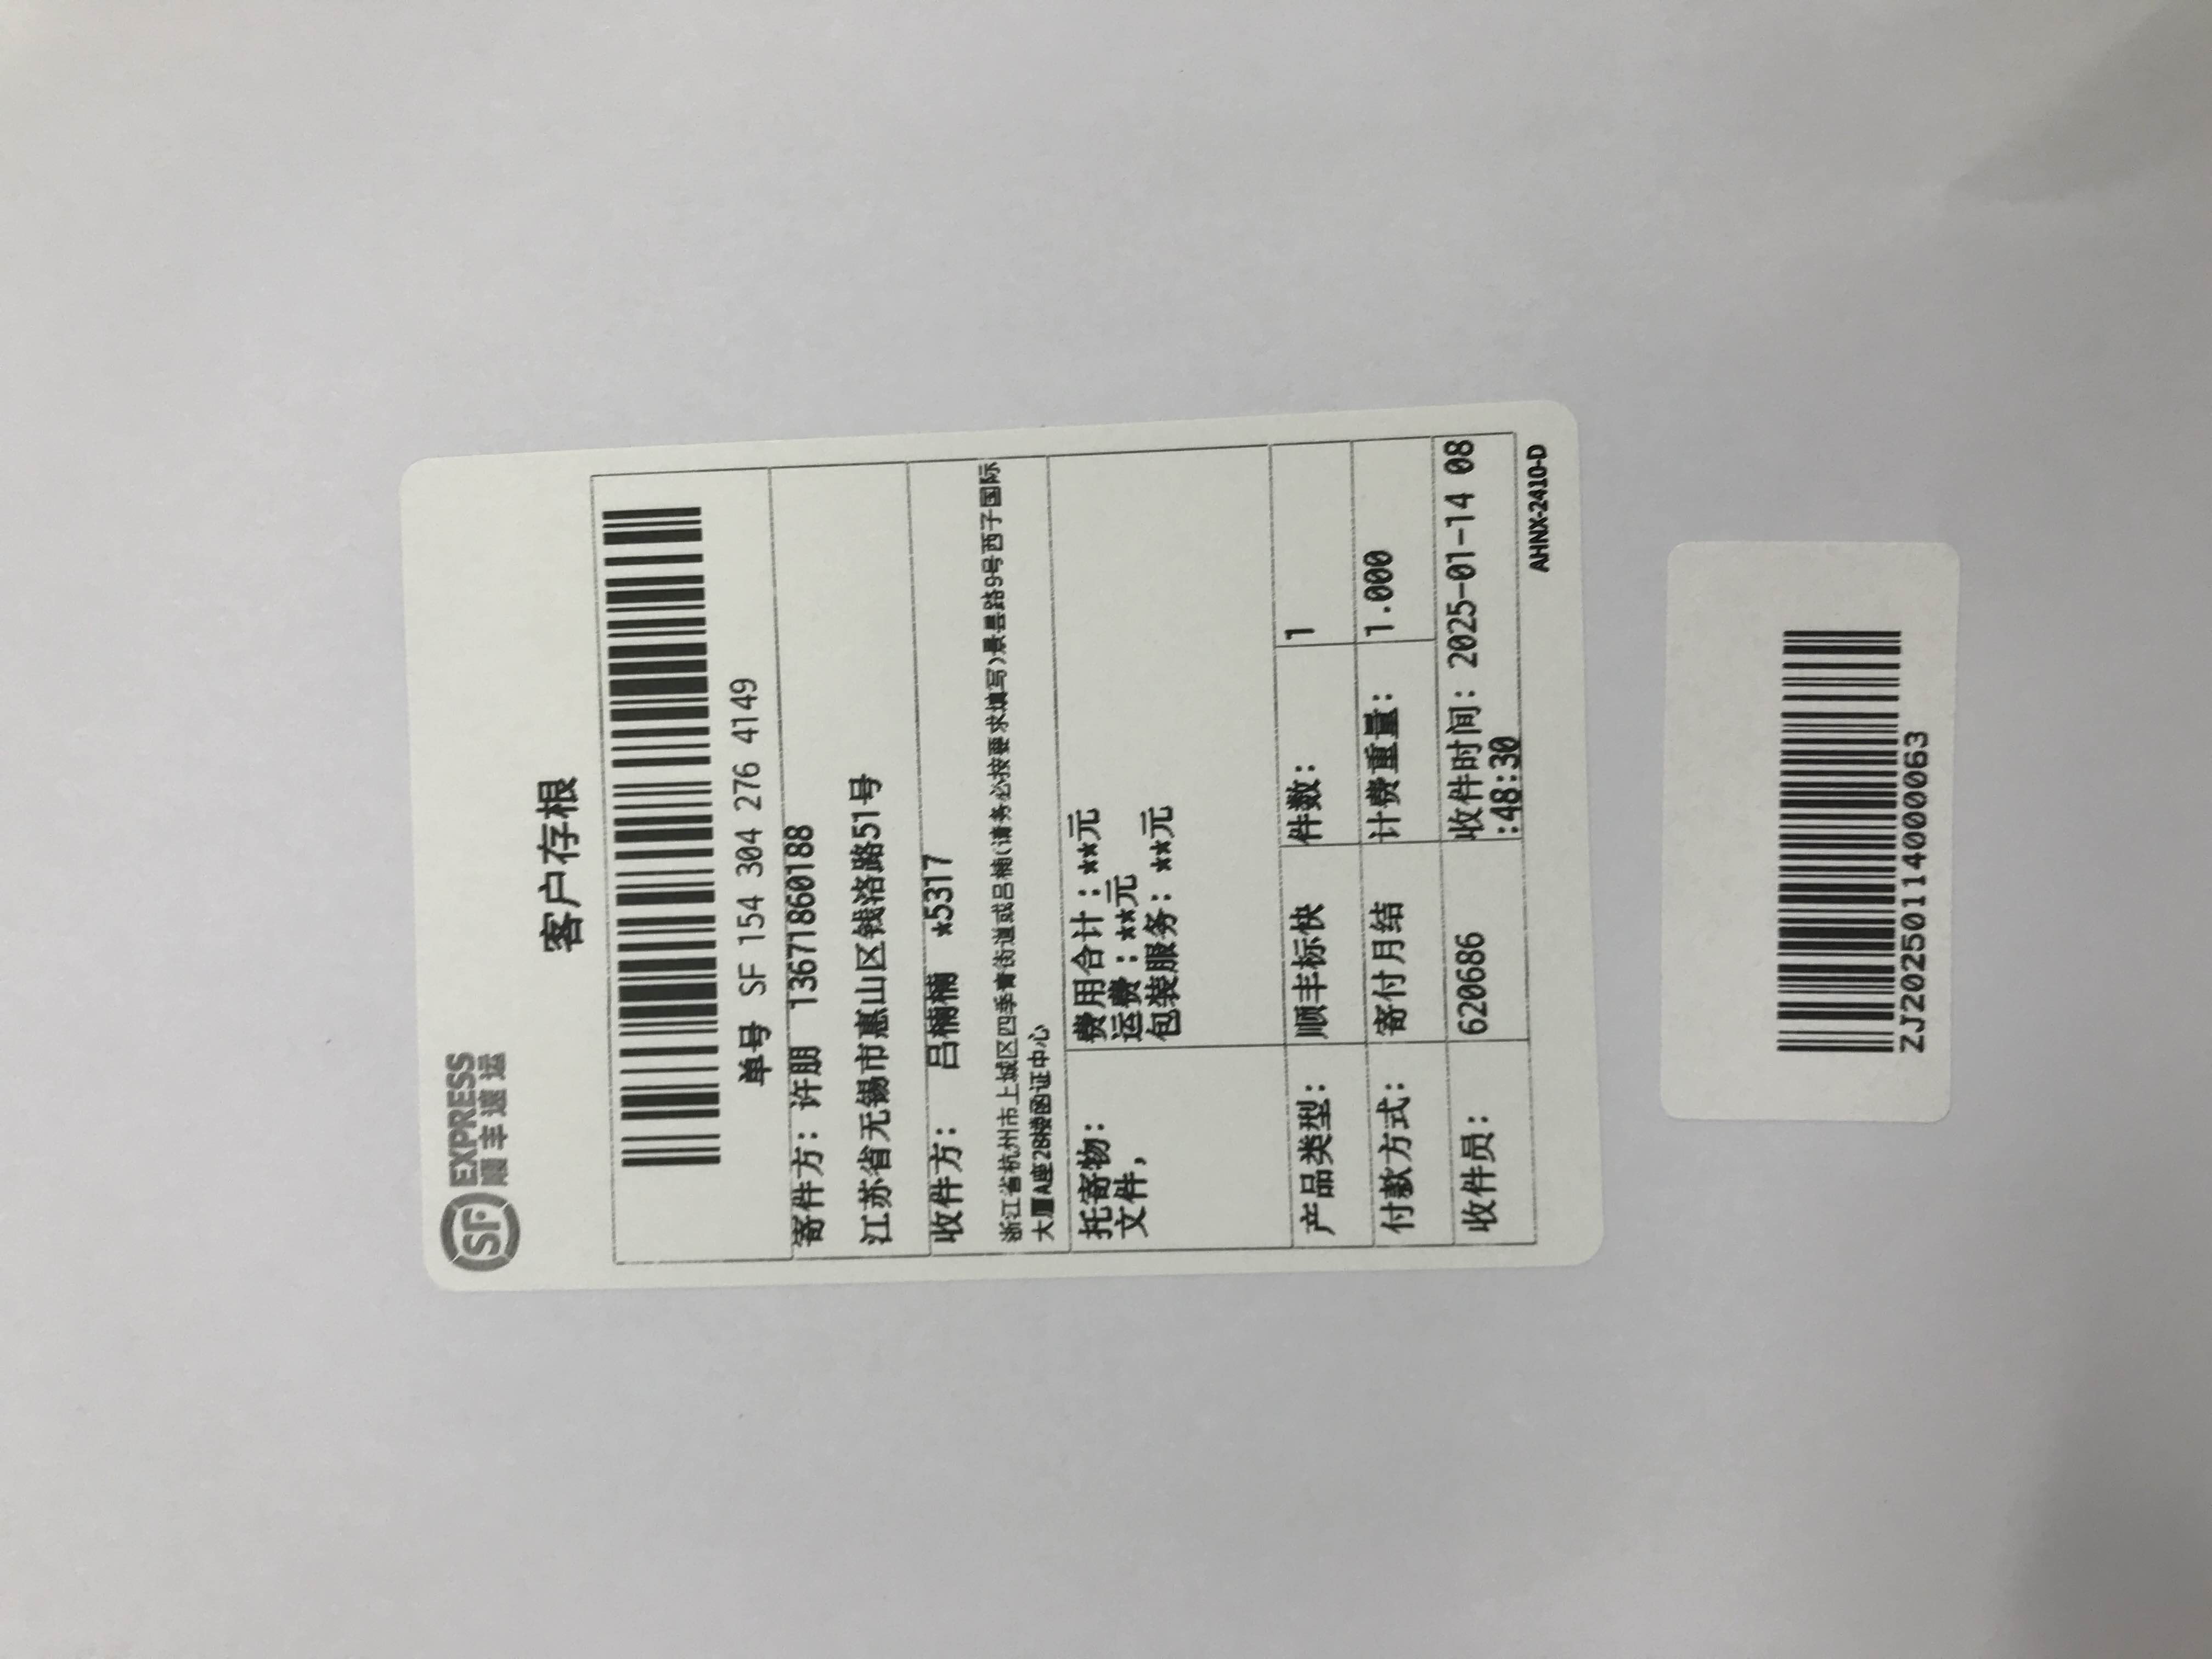 SF EXPRESS
顺丰速运
客户存根
单号 SF 154 304 276 4149
寄件方：许朋 13671860188
江苏省无锡市惠山区钱洛路51号
收件方： 吕楠楠 *5317
浙江省杭州市上城区四季青街道或吕楠(请务必按要求填写)景昙路9号西子国际
大厦A座28楼函证中心
托寄物：
文件，
费用合计：**元
运费：**元
包装服务：**元
产品类型： 顺丰标快 件数： 1
付款方式： 寄付月结 计费重量： 1.000
收件员： 620686 收件时间：2025-01-14 08
:48:30
AHNX-2410-D
ZJ20250114000063